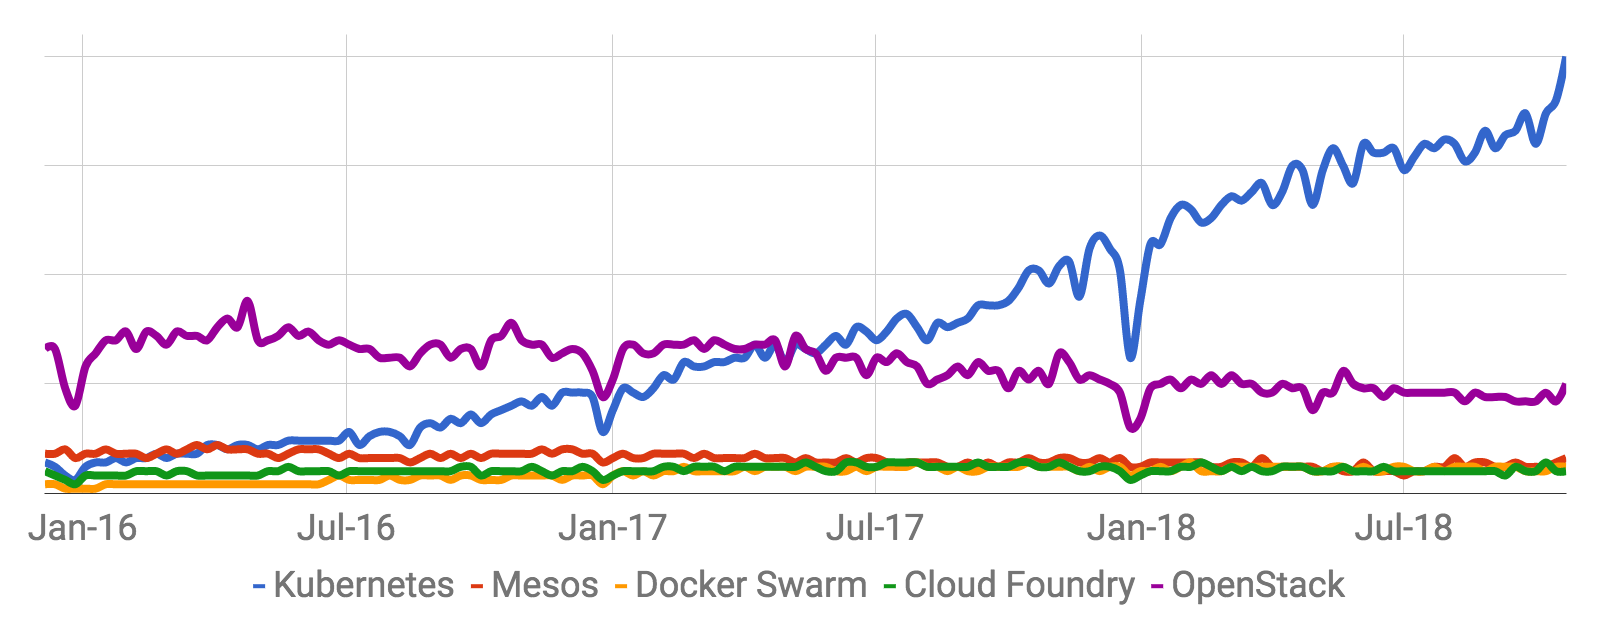 Jan-16 Jul-16 Jan-17 Jul-17 Jan-18 Jul-18
Kubernetes Mesos Docker Swarm Cloud Foundry OpenStack